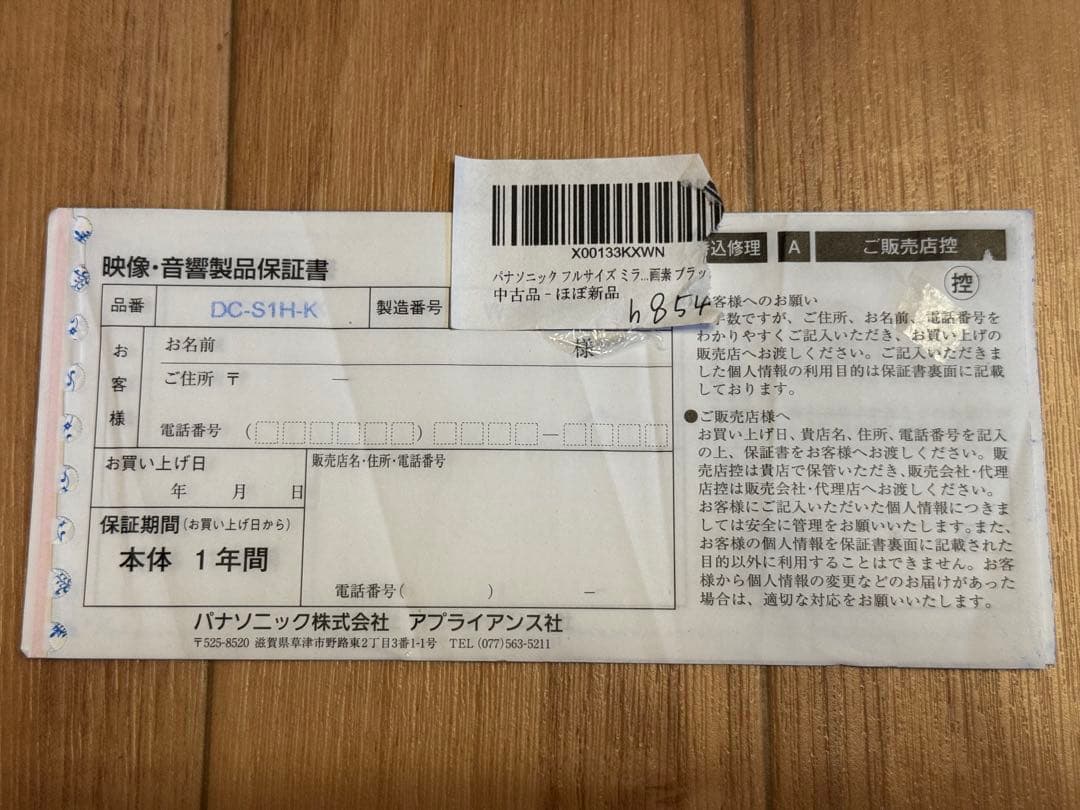 X00133KXWN
パナソニック フルサイズ ミラ...画素 ブラッ
中古品 - ほぼ新品
h854
映像・音響製品保証書
品番
DC-S1H-K
製造番号
お客様
お名前
様
ご住所 〒 ―
電話番号 ( ) ―
お買い上げ日
年 月 日
保証期間(お買い上げ日から)
本体 1年間
販売店名・住所・電話番号
電話番号( ) ―
パナソニック株式会社 アプライアンス社
〒525-8520 滋賀県草津市野路東2丁目3番1-1号 TEL (077)563-5211
込修理
A
ご販売店控
控
客様へのお願い
手数ですが、ご住所、お名前、電話番号を
わかりやすくご記入いただき、お買い上げの
販売店へお渡しください。ご記入いただきま
した個人情報の利用目的は保証書裏面に記載
しております。
●ご販売店様へ
お買い上げ日、貴店名、住所、電話番号を記入
の上、保証書をお客様へお渡しください。販
売店控は貴店で保管いただき、販売会社・代理
店控は販売会社・代理店へお渡しください。
お客様にご記入いただいた個人情報につきま
しては安全に管理をお願いいたします。また、
お客様の個人情報を保証書裏面に記載された
目的以外に利用することはできません。お客
様から個人情報の変更などのお届けがあった
場合は、適切な対応をお願いいたします。